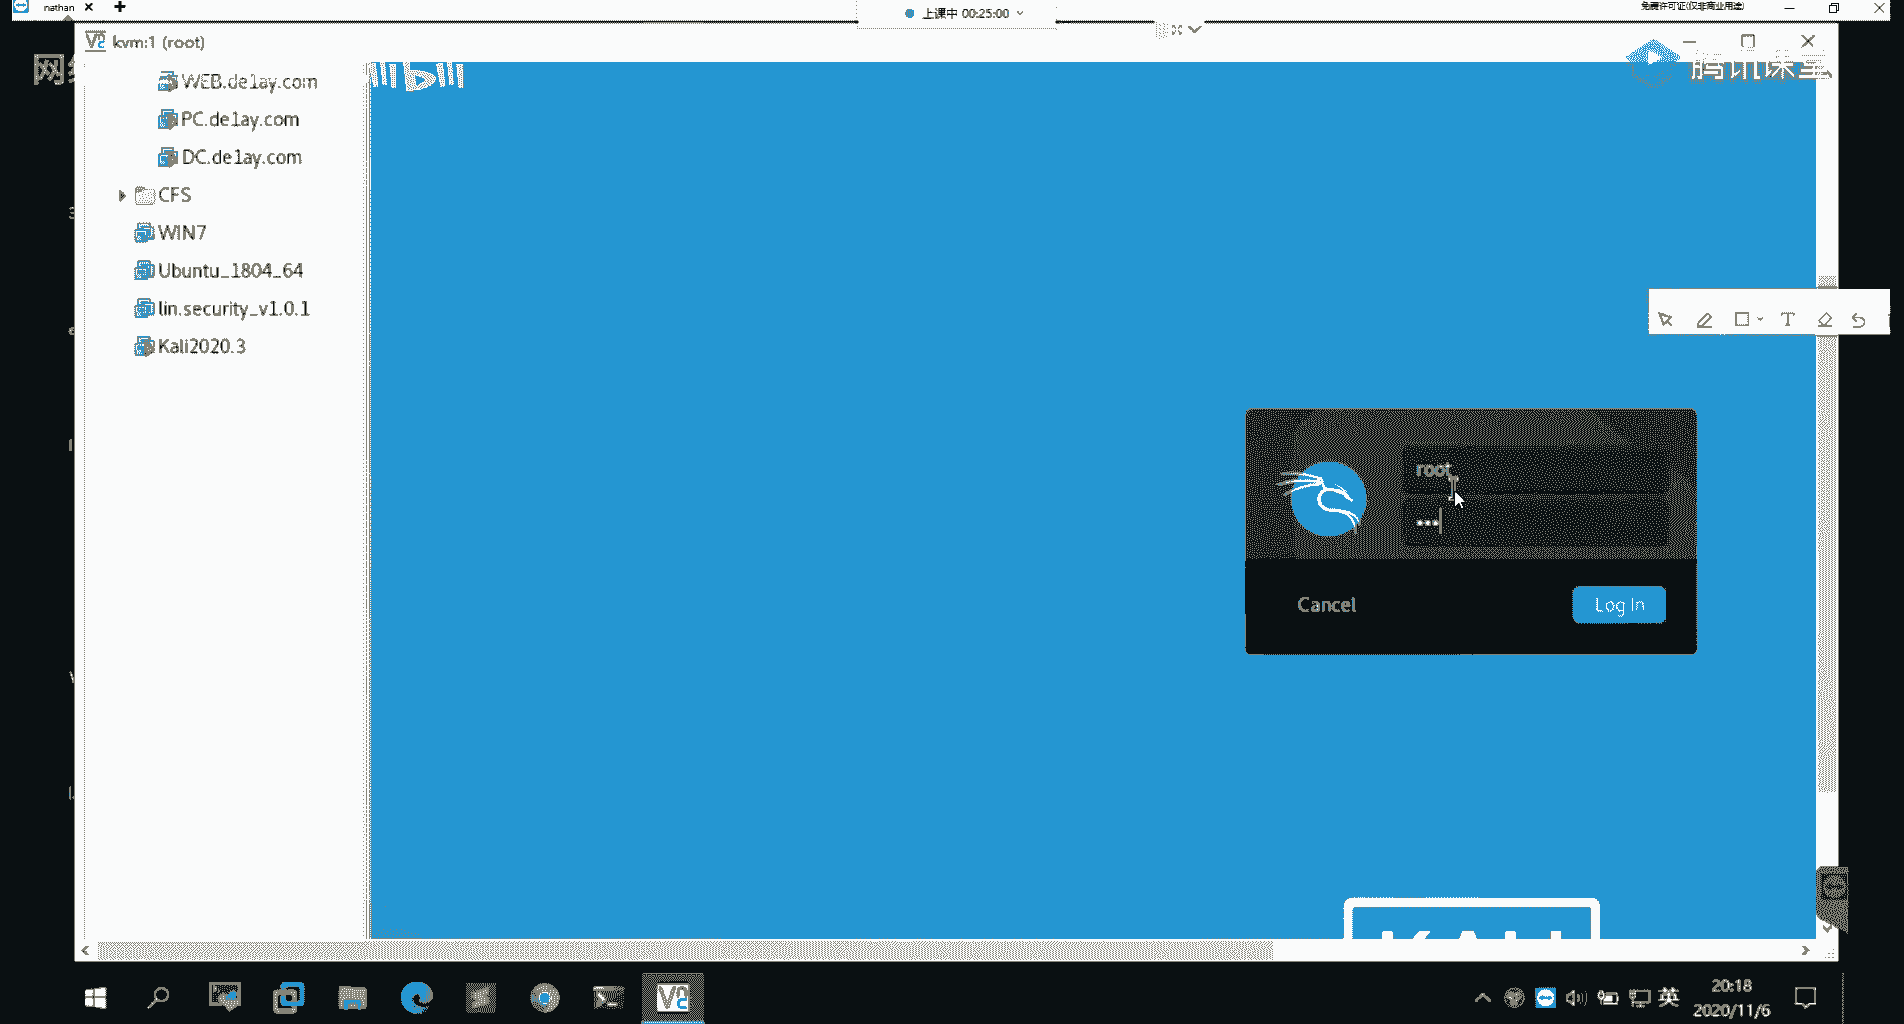 nathan
上课中 00:25:00
免费许可证(仅非商业用途)
kvm:1 (root)
腾讯课堂
WEB.de1ay.com
PC.de1ay.com
DC.de1ay.com
CFS
WIN7
Ubuntu_1804_64
lin.security_v1.0.1
Kali2020.3
root
Cancel
Log In
英
20:18
2020/11/6